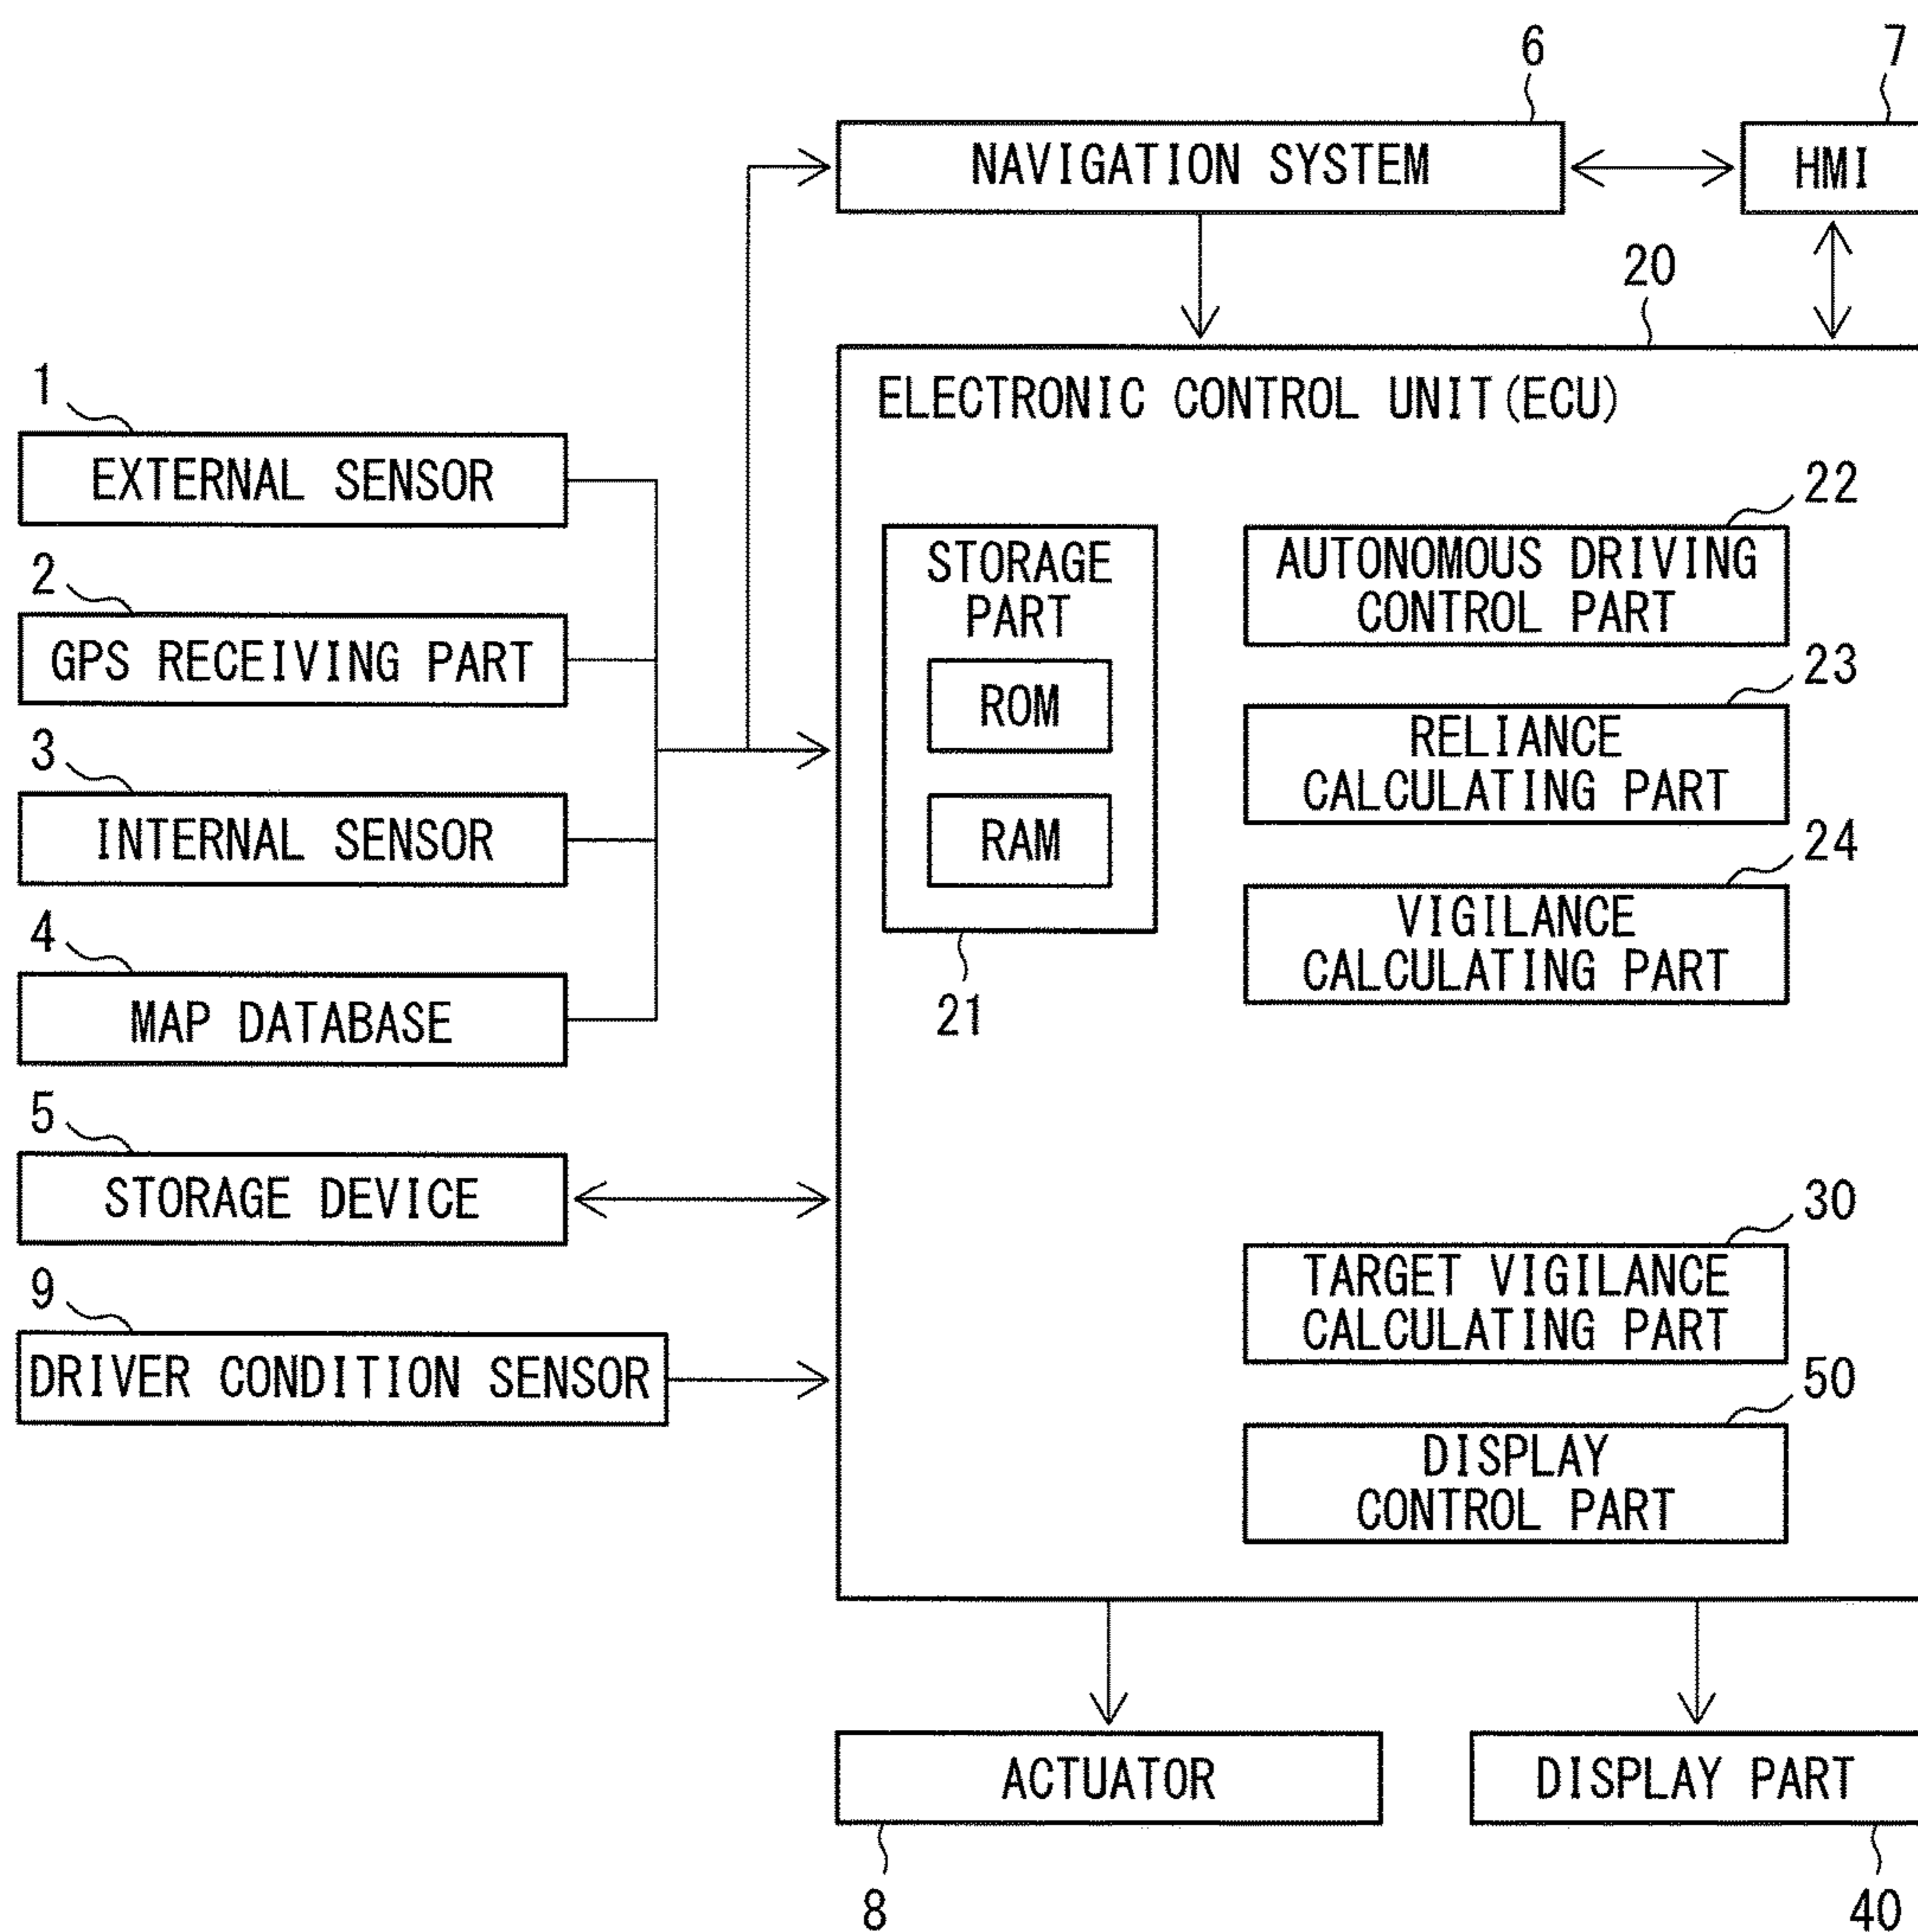 6
7
NAVIGATION SYSTEM
HMI
20
ELECTRONIC CONTROL UNIT(ECU)
1
EXTERNAL SENSOR
2
GPS RECEIVING PART
3
INTERNAL SENSOR
4
MAP DATABASE
5
STORAGE DEVICE
9
DRIVER CONDITION SENSOR
STORAGE
PART
ROM
RAM
21
22
AUTONOMOUS DRIVING
CONTROL PART
23
RELIANCE
CALCULATING PART
24
VIGILANCE
CALCULATING PART
30
TARGET VIGILANCE
CALCULATING PART
50
DISPLAY
CONTROL PART
ACTUATOR
8
DISPLAY PART
40